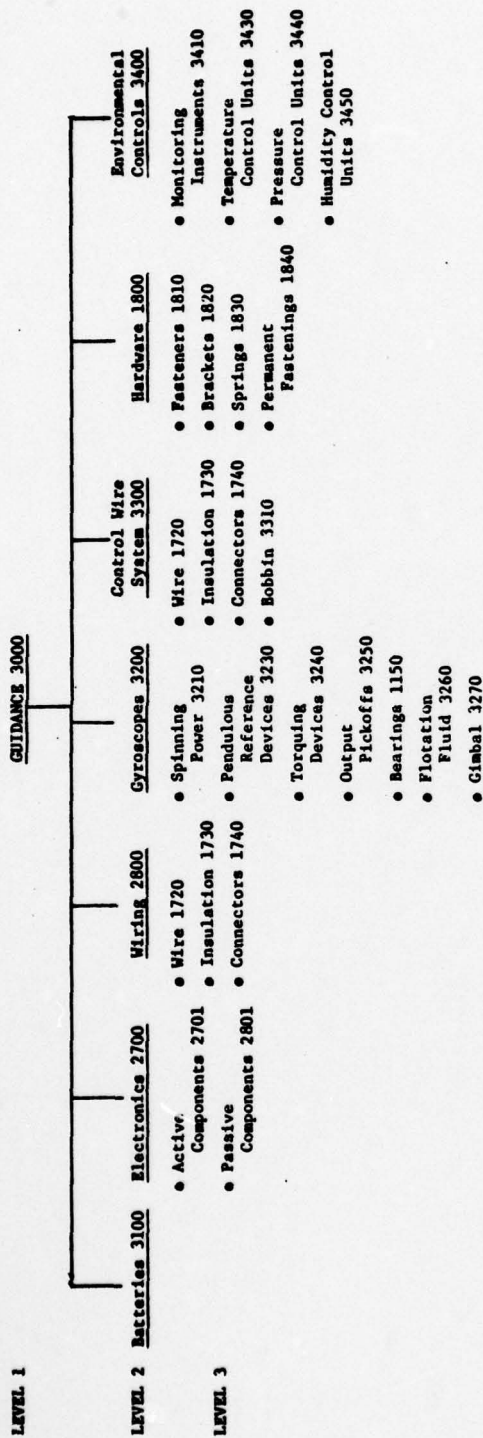 LEVEL 1
GUIDANCE 3000
LEVEL 2
Batteries 3100
Electronics 2700
Wiring 2800
Gyroscopes 3200
Control Wire
System 3300
Hardware 1800
Environmental
Controls 3400
LEVEL 3
• Active
Components 2701
• Passive
Components 2801
• Wire 1720
• Insulation 1730
• Connectors 1740
• Spinning
Power 3210
• Pendulous
Reference
Devices 3230
• Torquing
Devices 3240
• Output
Pickoffs 3250
• Bearings 1150
• Flotation
Fluid 3260
• Gimbal 3270
• Wire 1720
• Insulation 1730
• Connectors 1740
• Bobbin 3310
• Fasteners 1810
• Brackets 1820
• Springs 1830
• Permanent
Fastenings 1840
• Monitoring
Instruments 3410
• Temperature
Control Units 3430
• Pressure
Control Units 3440
• Humidity Control
Units 3450